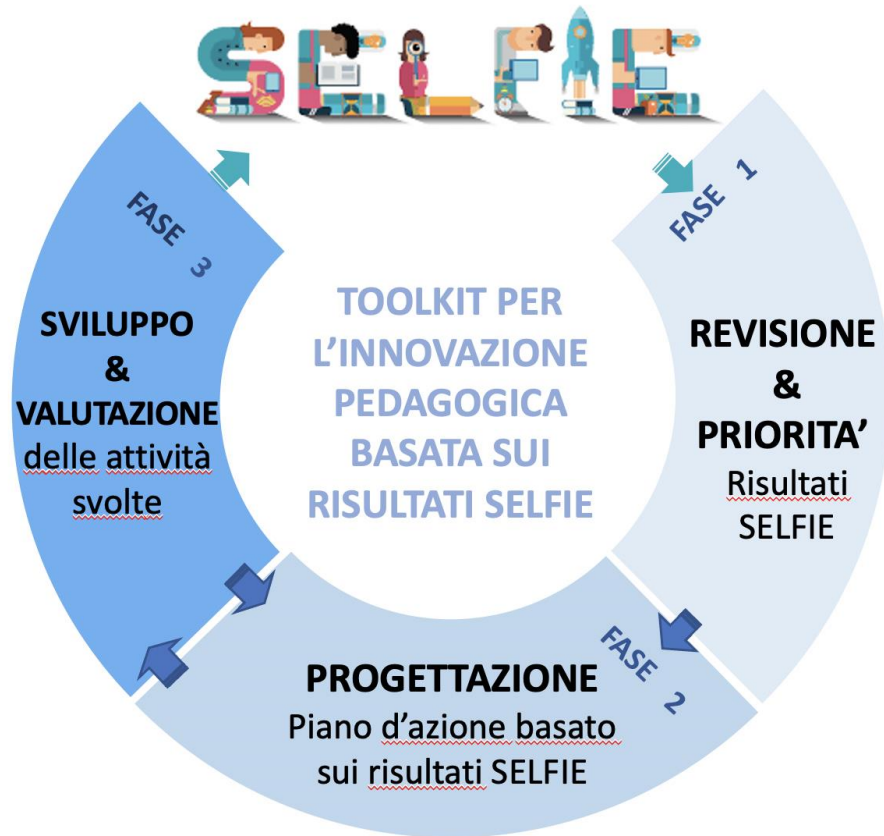 SELFIE
FASE 1
REVISIONE
&
PRIORITA’
Risultati
SELFIE
FASE 2
PROGETTAZIONE
Piano d’azione basato
sui risultati SELFIE
FASE 3
SVILUPPO
&
VALUTAZIONE
delle attività
svolte
TOOLKIT PER
L’INNOVAZIONE
PEDAGOGICA
BASATA SUI
RISULTATI SELFIE